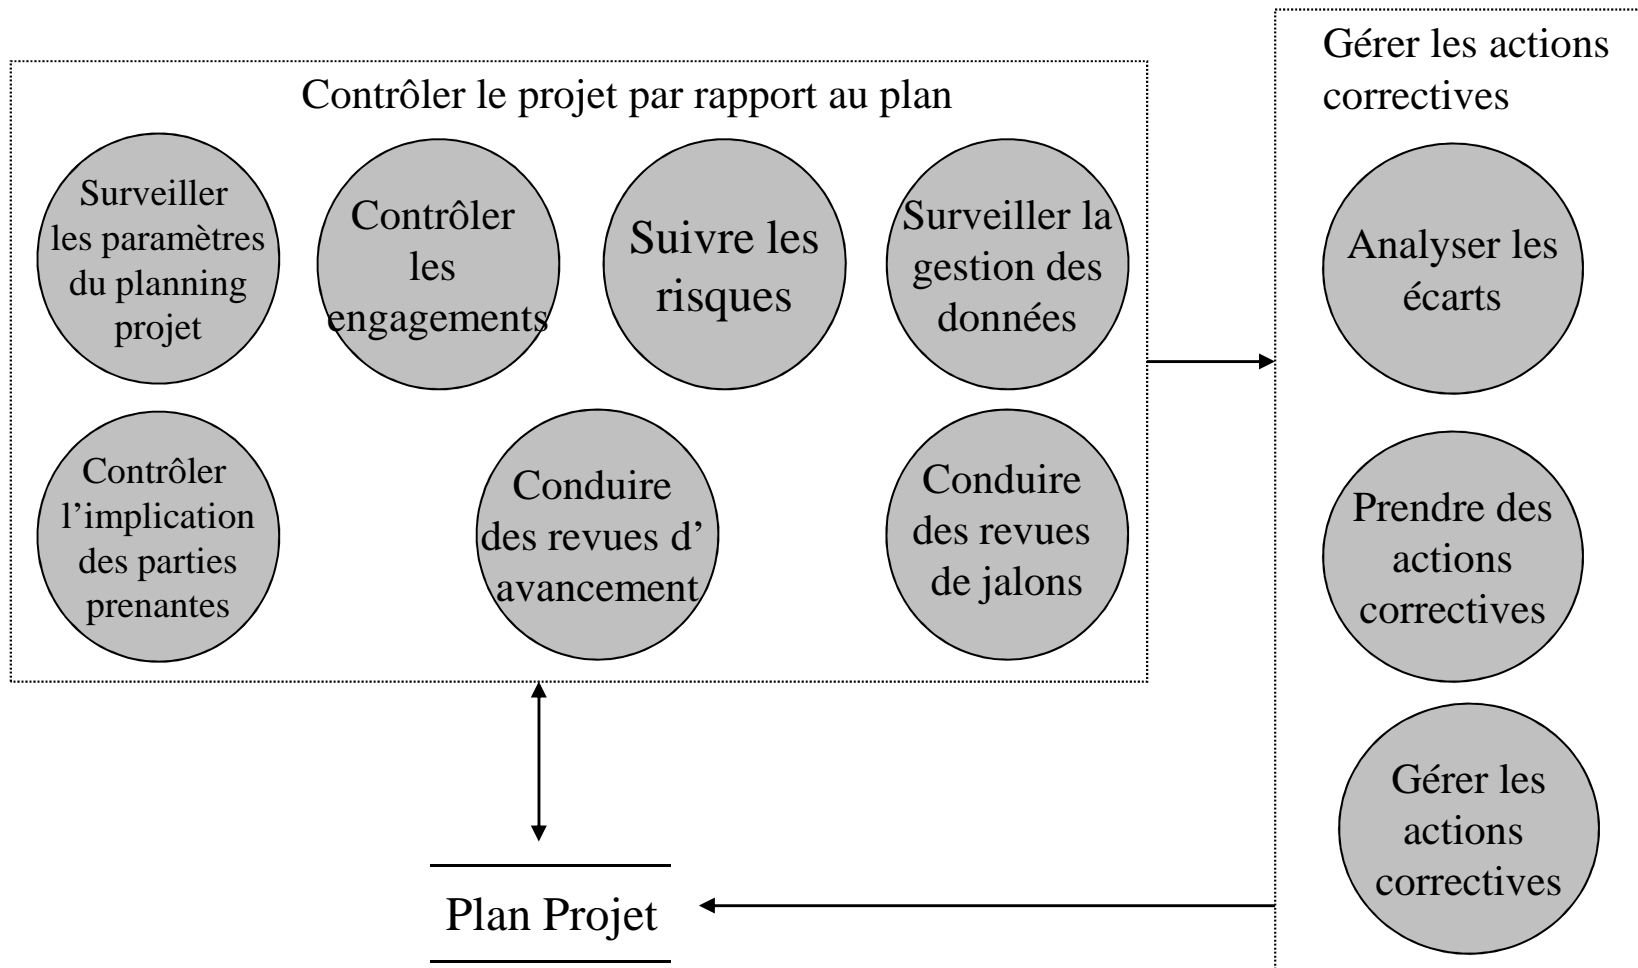 Gérer les actions
correctives
Contrôler le projet par rapport au plan
Surveiller
les paramètres
du planning
projet
Contrôler
les
engagements
Suivre les
risques
Surveiller la
gestion des
données
Analyser les
écarts
Contrôler
l’implication
des parties
prenantes
Conduire
des revues d’
avancement
Conduire
des revues
de jalons
Prendre des
actions
correctives
Gérer les
actions
correctives
Plan Projet